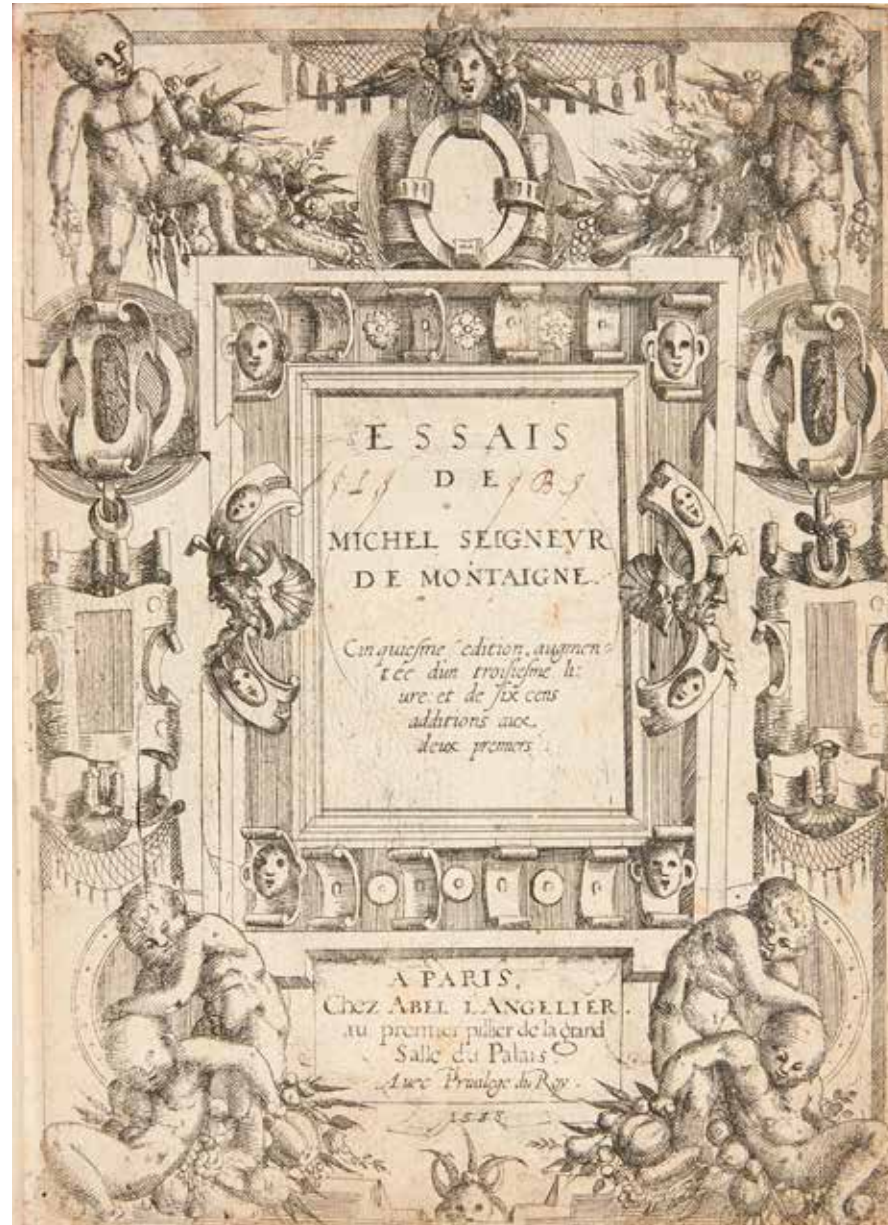 ESSAIS
DE
MICHEL SEIGNEVR
DE MONTAIGNE.
Cinquiesme edition, augmen-
tée d'un troisiesme li-
ure: et de six cens
additions aux
deux premiers.
A PARIS,
Chez ABEL L'ANGELIER,
au premier pillier de la grand
Salle du Palais
Auec Priuilege du Roy.
1588